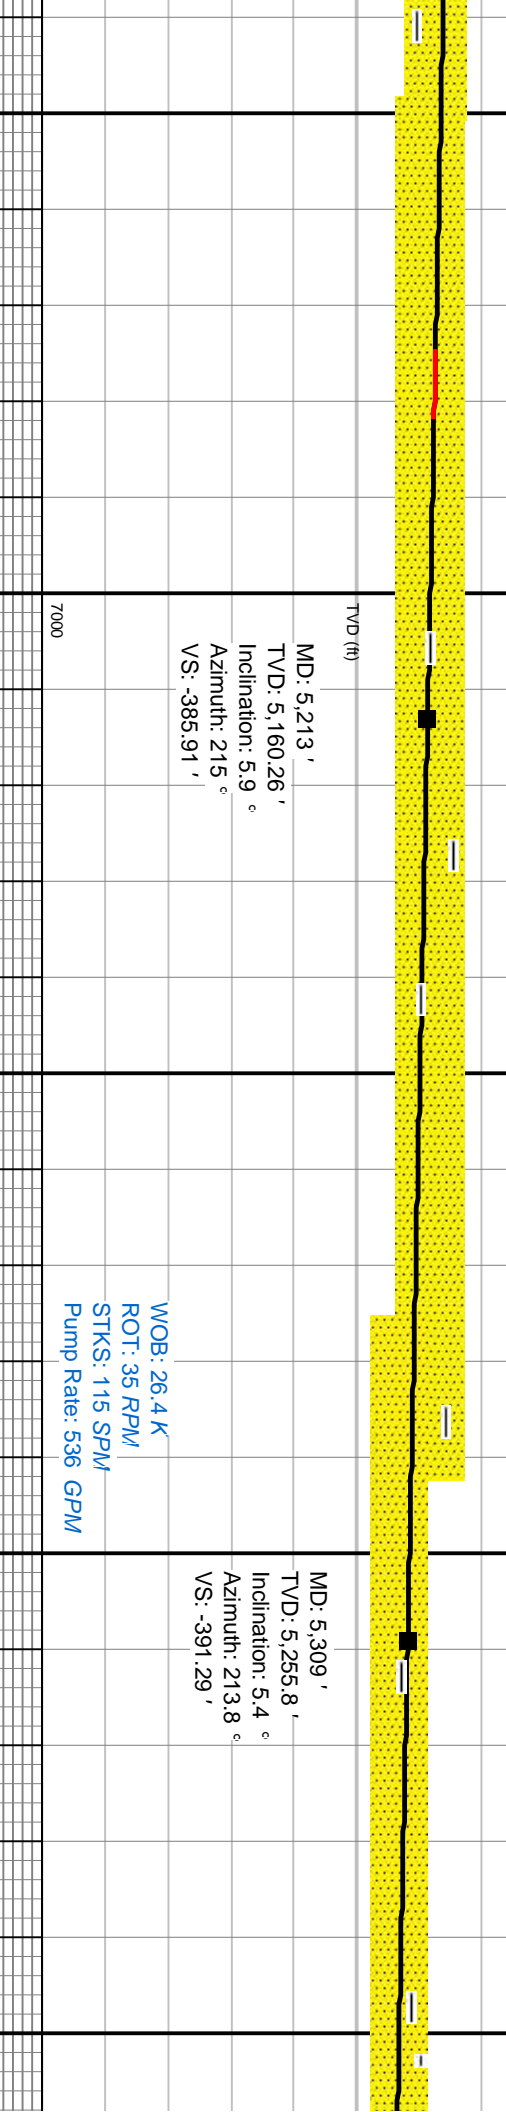 TVD (ft)
7000
MD: 5,213 '
TVD: 5,160.26 '
Inclination: 5.9 °
Azimuth: 215 °
VS: -385.91 '
WOB: 26.4 K
ROT: 35 RPM
STKS: 115 SPM
Pump Rate: 536 GPM
MD: 5,309 '
TVD: 5,255.8 '
Inclination: 5.4 °
Azimuth: 213.8 °
VS: -391.29 '